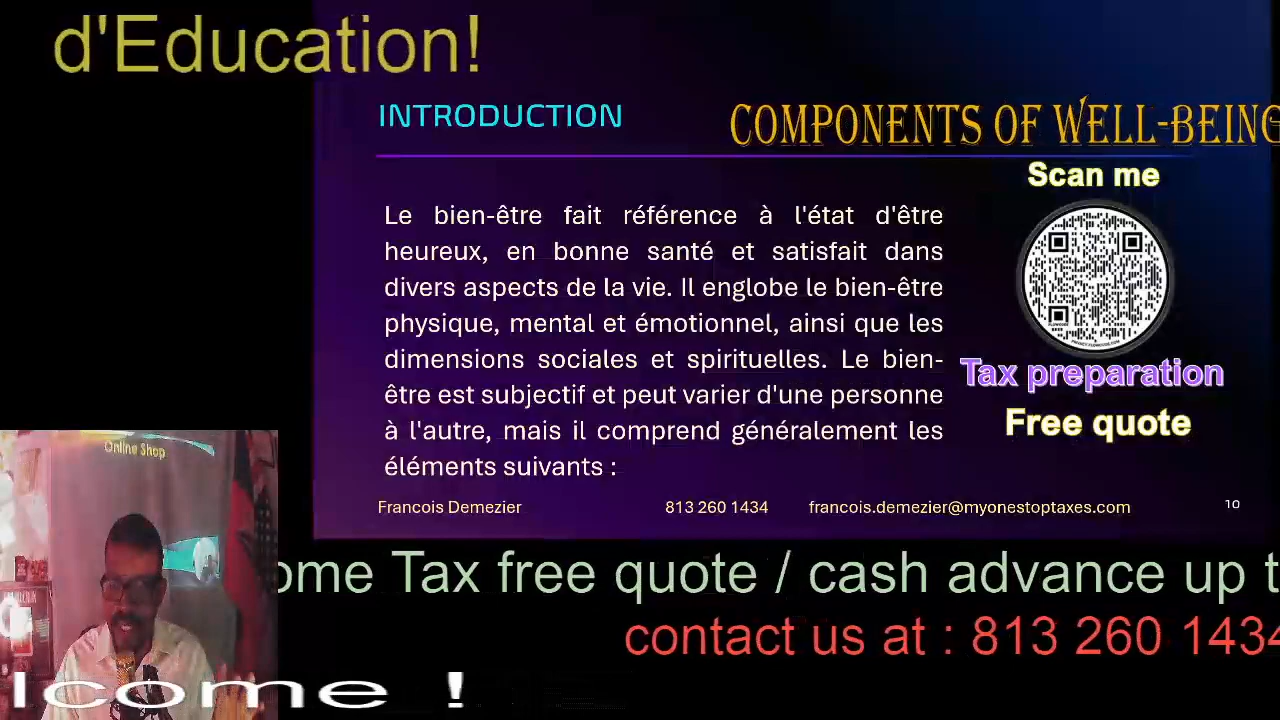 d'Education!
INTRODUCTION
COMPONENTS OF WELL-BEING
Scan me
Le bien-être fait référence à l'état d'être
heureux, en bonne santé et satisfait dans
divers aspects de la vie. Il englobe le bien-être
physique, mental et émotionnel, ainsi que les
dimensions sociales et spirituelles. Le bien-
être est subjectif et peut varier d'une personne
à l'autre, mais il comprend généralement les
éléments suivants :
Tax preparation
Free quote
Francois Demezier 813 260 1434 francois.demezier@myonestoptaxes.com 10
Online Shop
ome Tax free quote / cash advance up t
contact us at : 813 260 1434
lcome !